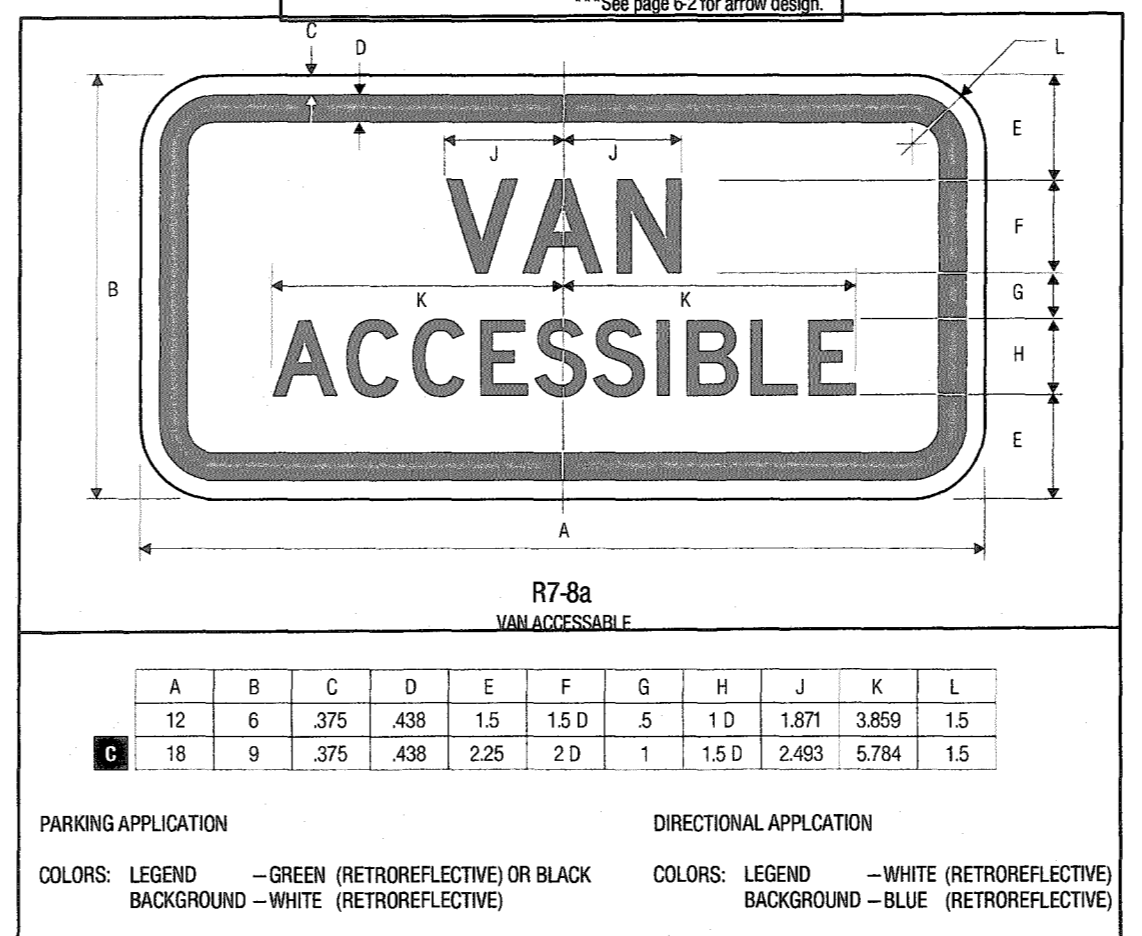 ***See page 6-2 for arrow design.
C
D
L
J J
E
VAN
F
B
K K
G
ACCESSIBLE
H
E
A
R7-8a
VAN ACCESSABLE
A B C D E F G H J K L
12 6 .375 .438 1.5 1.5 D .5 1 D 1.871 3.859 1.5
C 18 9 .375 .438 2.25 2 D 1 1.5 D 2.493 5.784 1.5
PARKING APPLICATION
COLORS: LEGEND – GREEN (RETROREFLECTIVE) OR BLACK
BACKGROUND – WHITE (RETROREFLECTIVE)
DIRECTIONAL APPLCATION
COLORS: LEGEND – WHITE (RETROREFLECTIVE)
BACKGROUND – BLUE (RETROREFLECTIVE)